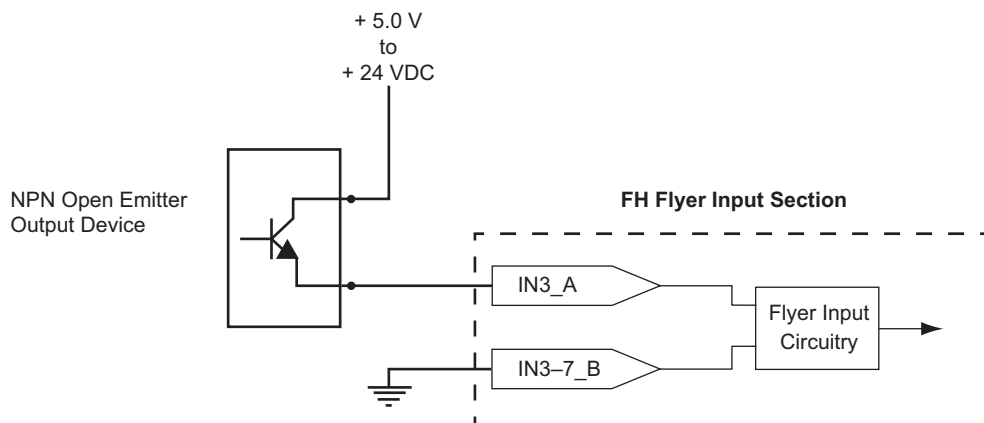 + 5.0 V
to
+ 24 VDC
NPN Open Emitter
Output Device
FH Flyer Input Section
IN3_A
Flyer Input
Circuitry
IN3–7_B